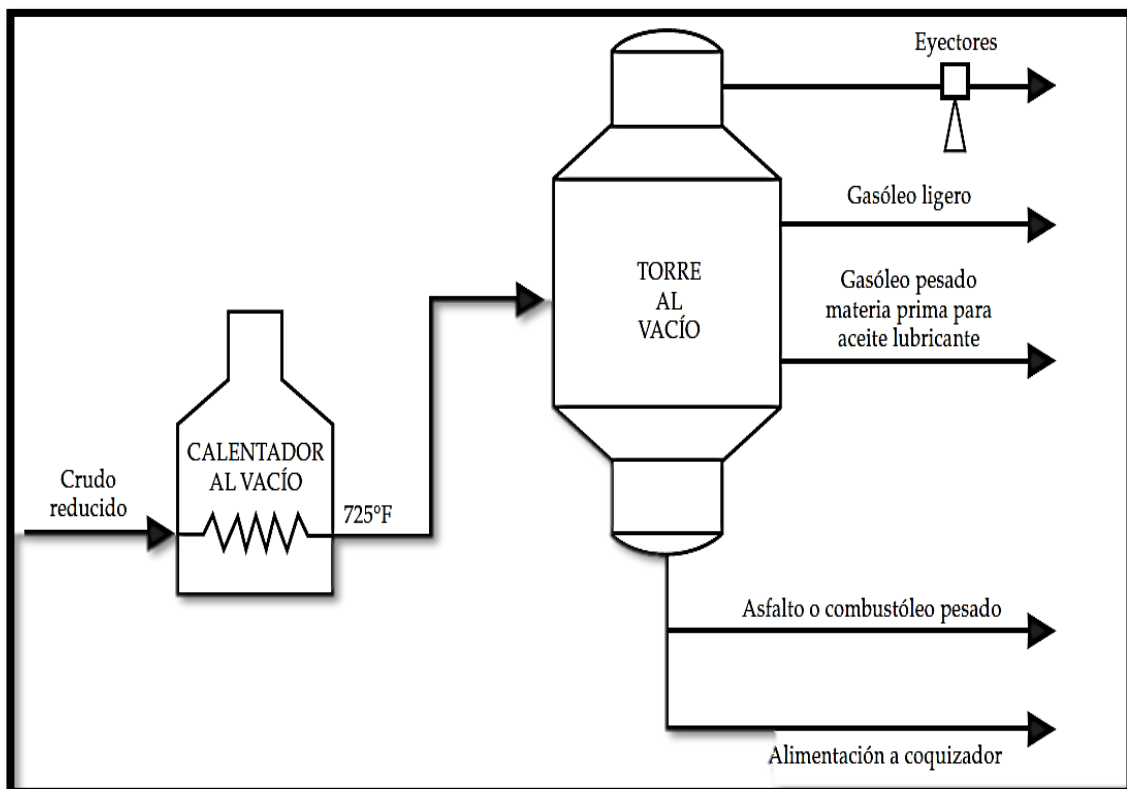 Eyectores
Gasóleo ligero
Gasóleo pesado
materia prima para
aceite lubricante
TORRE
AL
VACÍO
CALENTADOR
AL VACÍO
Crudo
reducido
725°F
Asfalto o combustóleo pesado
Alimentación a coquizador